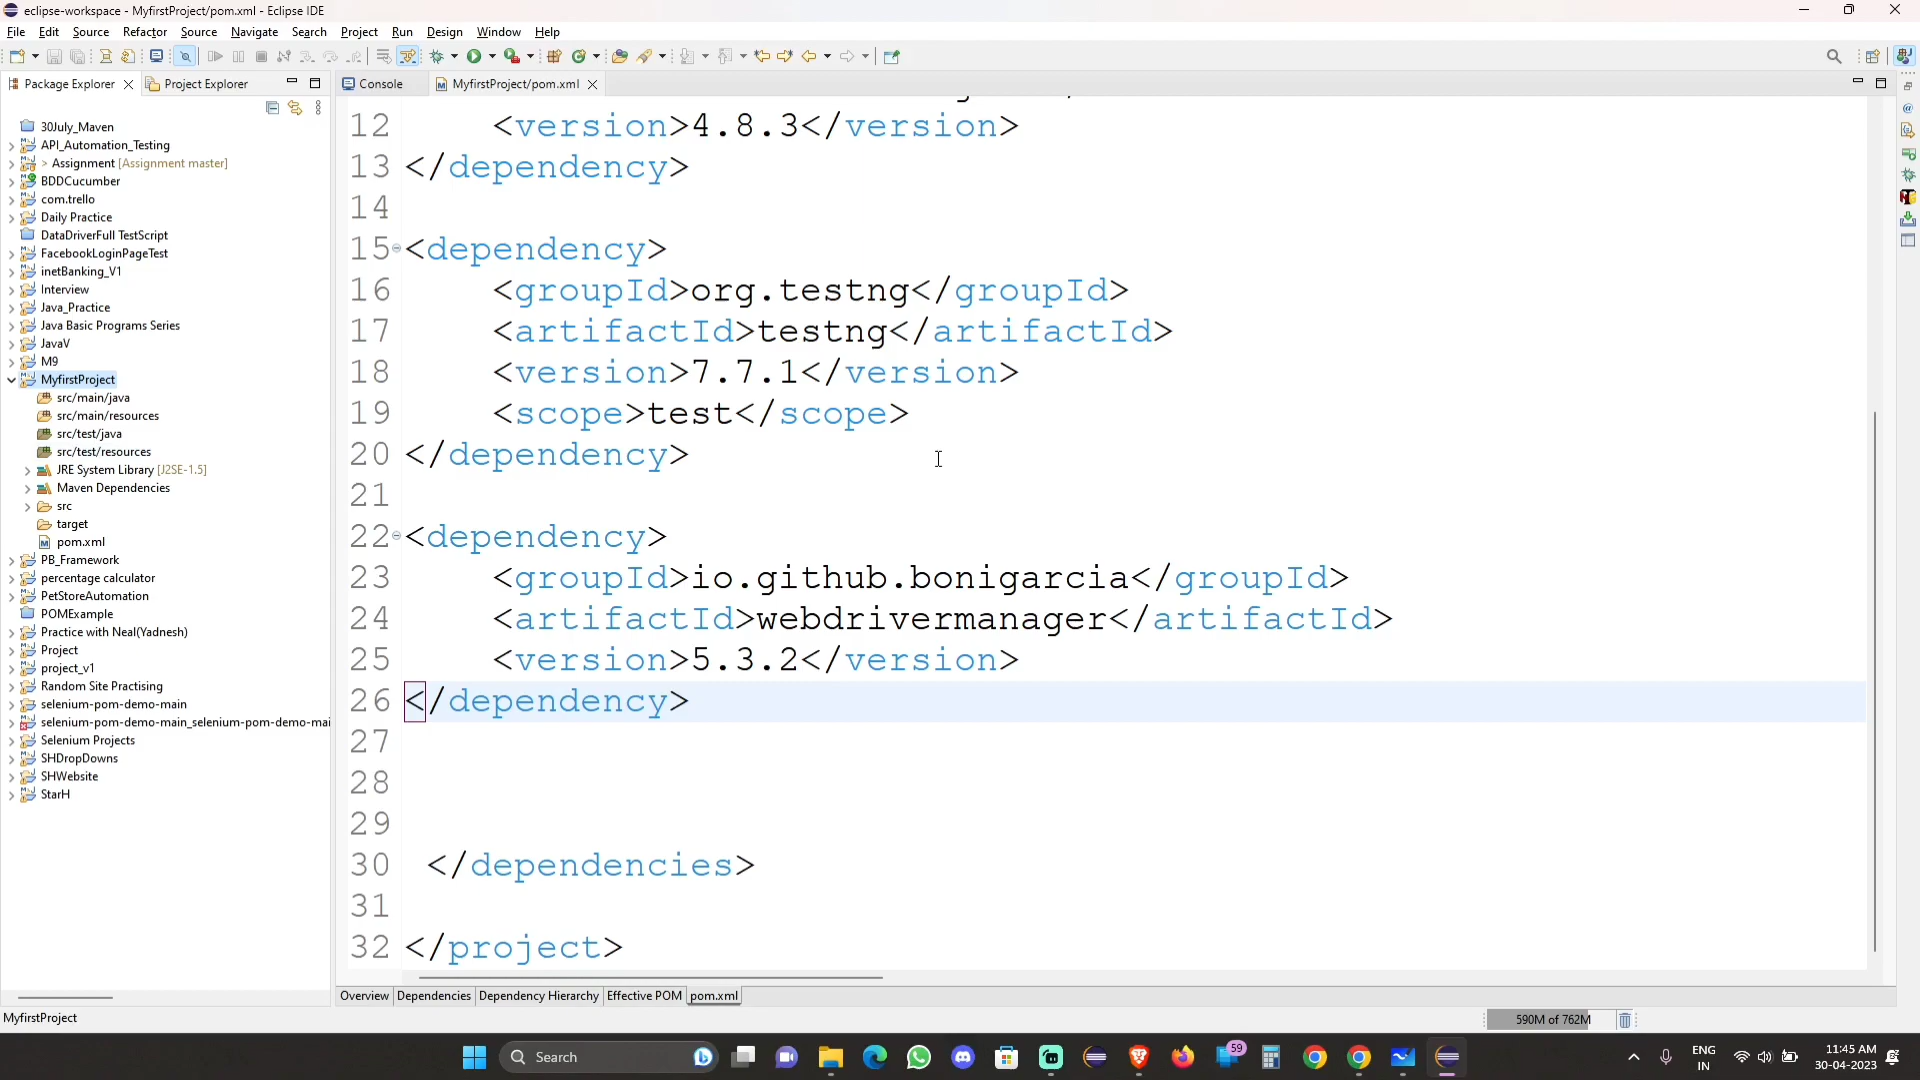 eclipse-workspace - MyfirstProject/pom.xml - Eclipse IDE
File Edit Source Refactor Source Navigate Search Project Run Design Window Help
Package Explorer
Project Explorer
Console
MyfirstProject/pom.xml
30July_Maven
API_Automation_Testing
> Assignment [Assignment master]
BDDCucumber
com.trello
Daily Practice
DataDriverFull TestScript
FacebookLoginPageTest
inetBanking_V1
Interview
Java_Practice
Java Basic Programs Series
JavaV
M9
MyfirstProject
src/main/java
src/main/resources
src/test/java
src/test/resources
JRE System Library [J2SE-1.5]
Maven Dependencies
src
target
pom.xml
PB_Framework
percentage calculator
PetStoreAutomation
POMExample
Practice with Neal(Yadnesh)
Project
project_v1
Random Site Practising
selenium-pom-demo-main
selenium-pom-demo-main_selenium-pom-demo-mai
Selenium Projects
SHDropDowns
SHWebsite
StarH
12 <version>4.8.3</version>
13 </dependency>
14
15 <dependency>
16 <groupId>org.testng</groupId>
17 <artifactId>testng</artifactId>
18 <version>7.7.1</version>
19 <scope>test</scope>
20 </dependency>
21
22 <dependency>
23 <groupId>io.github.bonigarcia</groupId>
24 <artifactId>webdrivermanager</artifactId>
25 <version>5.3.2</version>
26 </dependency>
27
28
29
30 </dependencies>
31
32 </project>
Overview Dependencies Dependency Hierarchy Effective POM pom.xml
MyfirstProject
590M of 762M
Search
59
ENG
IN
11:45 AM
30-04-2023